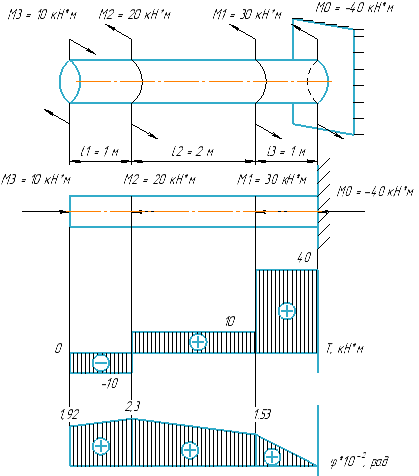 M3 = 10 кН*м M2 = 20 кН*м M1 = 30 кН*м M0 = -40 кН*м
ℓ1 = 1 м ℓ2 = 2 м ℓ3 = 1 м
M3 = 10 кН*м M2 = 20 кН*м M1 = 30 кН*м M0 = -40 кН*м
40
10
0 T, кН*м
-10
1,92 2,3 1,53
φ*10⁻², рад